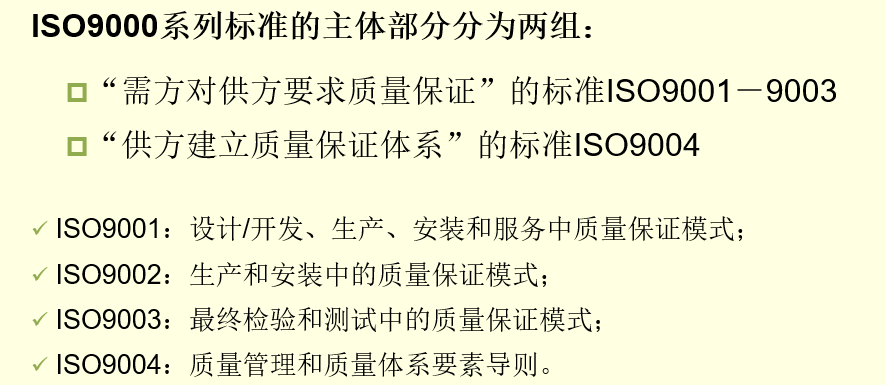 ISO9000系列标准的主体部分分为两组：
“需方对供方要求质量保证”的标准ISO9001－9003
“供方建立质量保证体系”的标准ISO9004
ISO9001：设计/开发、生产、安装和服务中质量保证模式；
ISO9002：生产和安装中的质量保证模式；
ISO9003：最终检验和测试中的质量保证模式；
ISO9004：质量管理和质量体系要素导则。